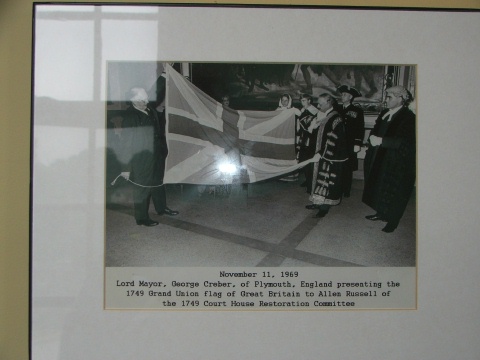 November 11, 1969
Lord Mayor, George Creber, of Plymouth, England presenting the
1749 Grand Union flag of Great Britain to Allen Russell of
the 1749 Court House Restoration Committee